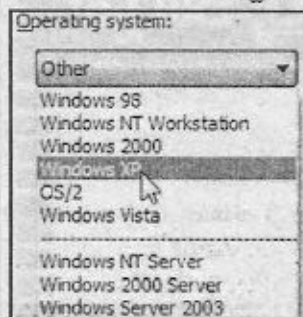 Operating system:
Other
Windows 98
Windows NT Workstation
Windows 2000
Windows XP
OS/2
Windows Vista
Windows NT Server
Windows 2000 Server
Windows Server 2003